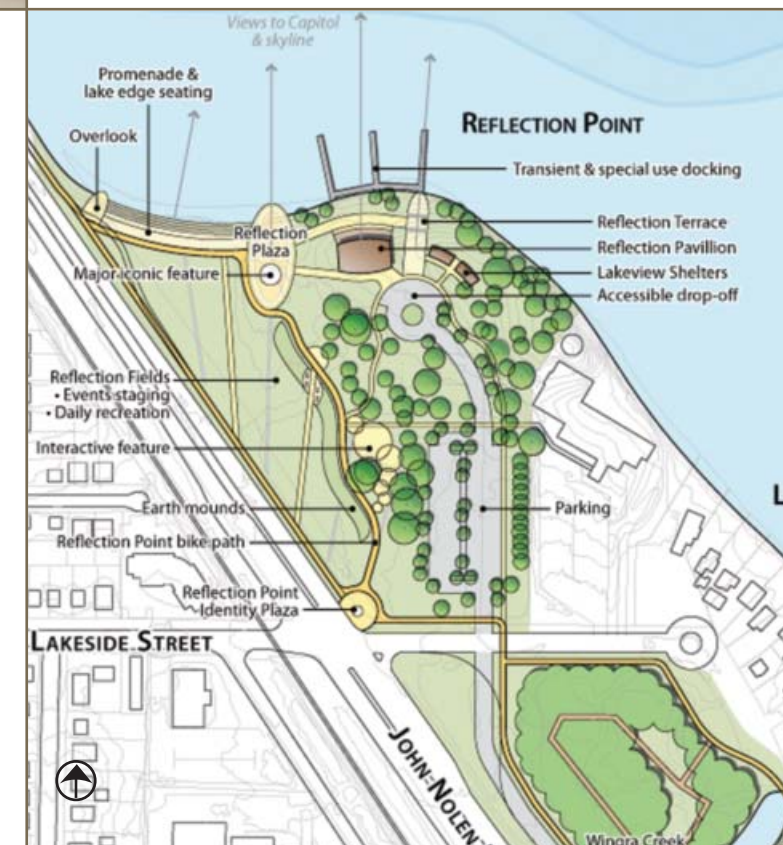 Views to Capitol
& skyline
Promenade &
lake edge seating
Overlook
REFLECTION POINT
Transient & special use docking
Reflection
Plaza
Reflection Terrace
Reflection Pavillion
Major iconic feature
Lakeview Shelters
Accessible drop-off
Reflection Fields
• Events staging
• Daily recreation
Interactive feature
Earth mounds
Parking
Reflection Point bike path
Reflection Point
Identity Plaza
LAKESIDE STREET
JOHN NOLEN
Wingra Creek
L